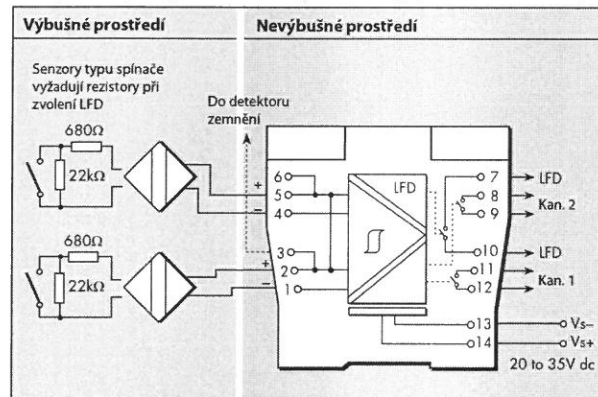 Výbušné prostředí
Nevýbušné prostředí
Senzory typu spínače
vyžadují rezistory při
zvolení LFD
Do detektoru
zemnění
680Ω
22kΩ
680Ω
22kΩ
+
–
+
–
6
5
4
3
2
1
LFD
7
8
9
10
11
12
13
14
LFD
Kan. 2
LFD
Kan. 1
Vs–
Vs+
20 to 35V dc